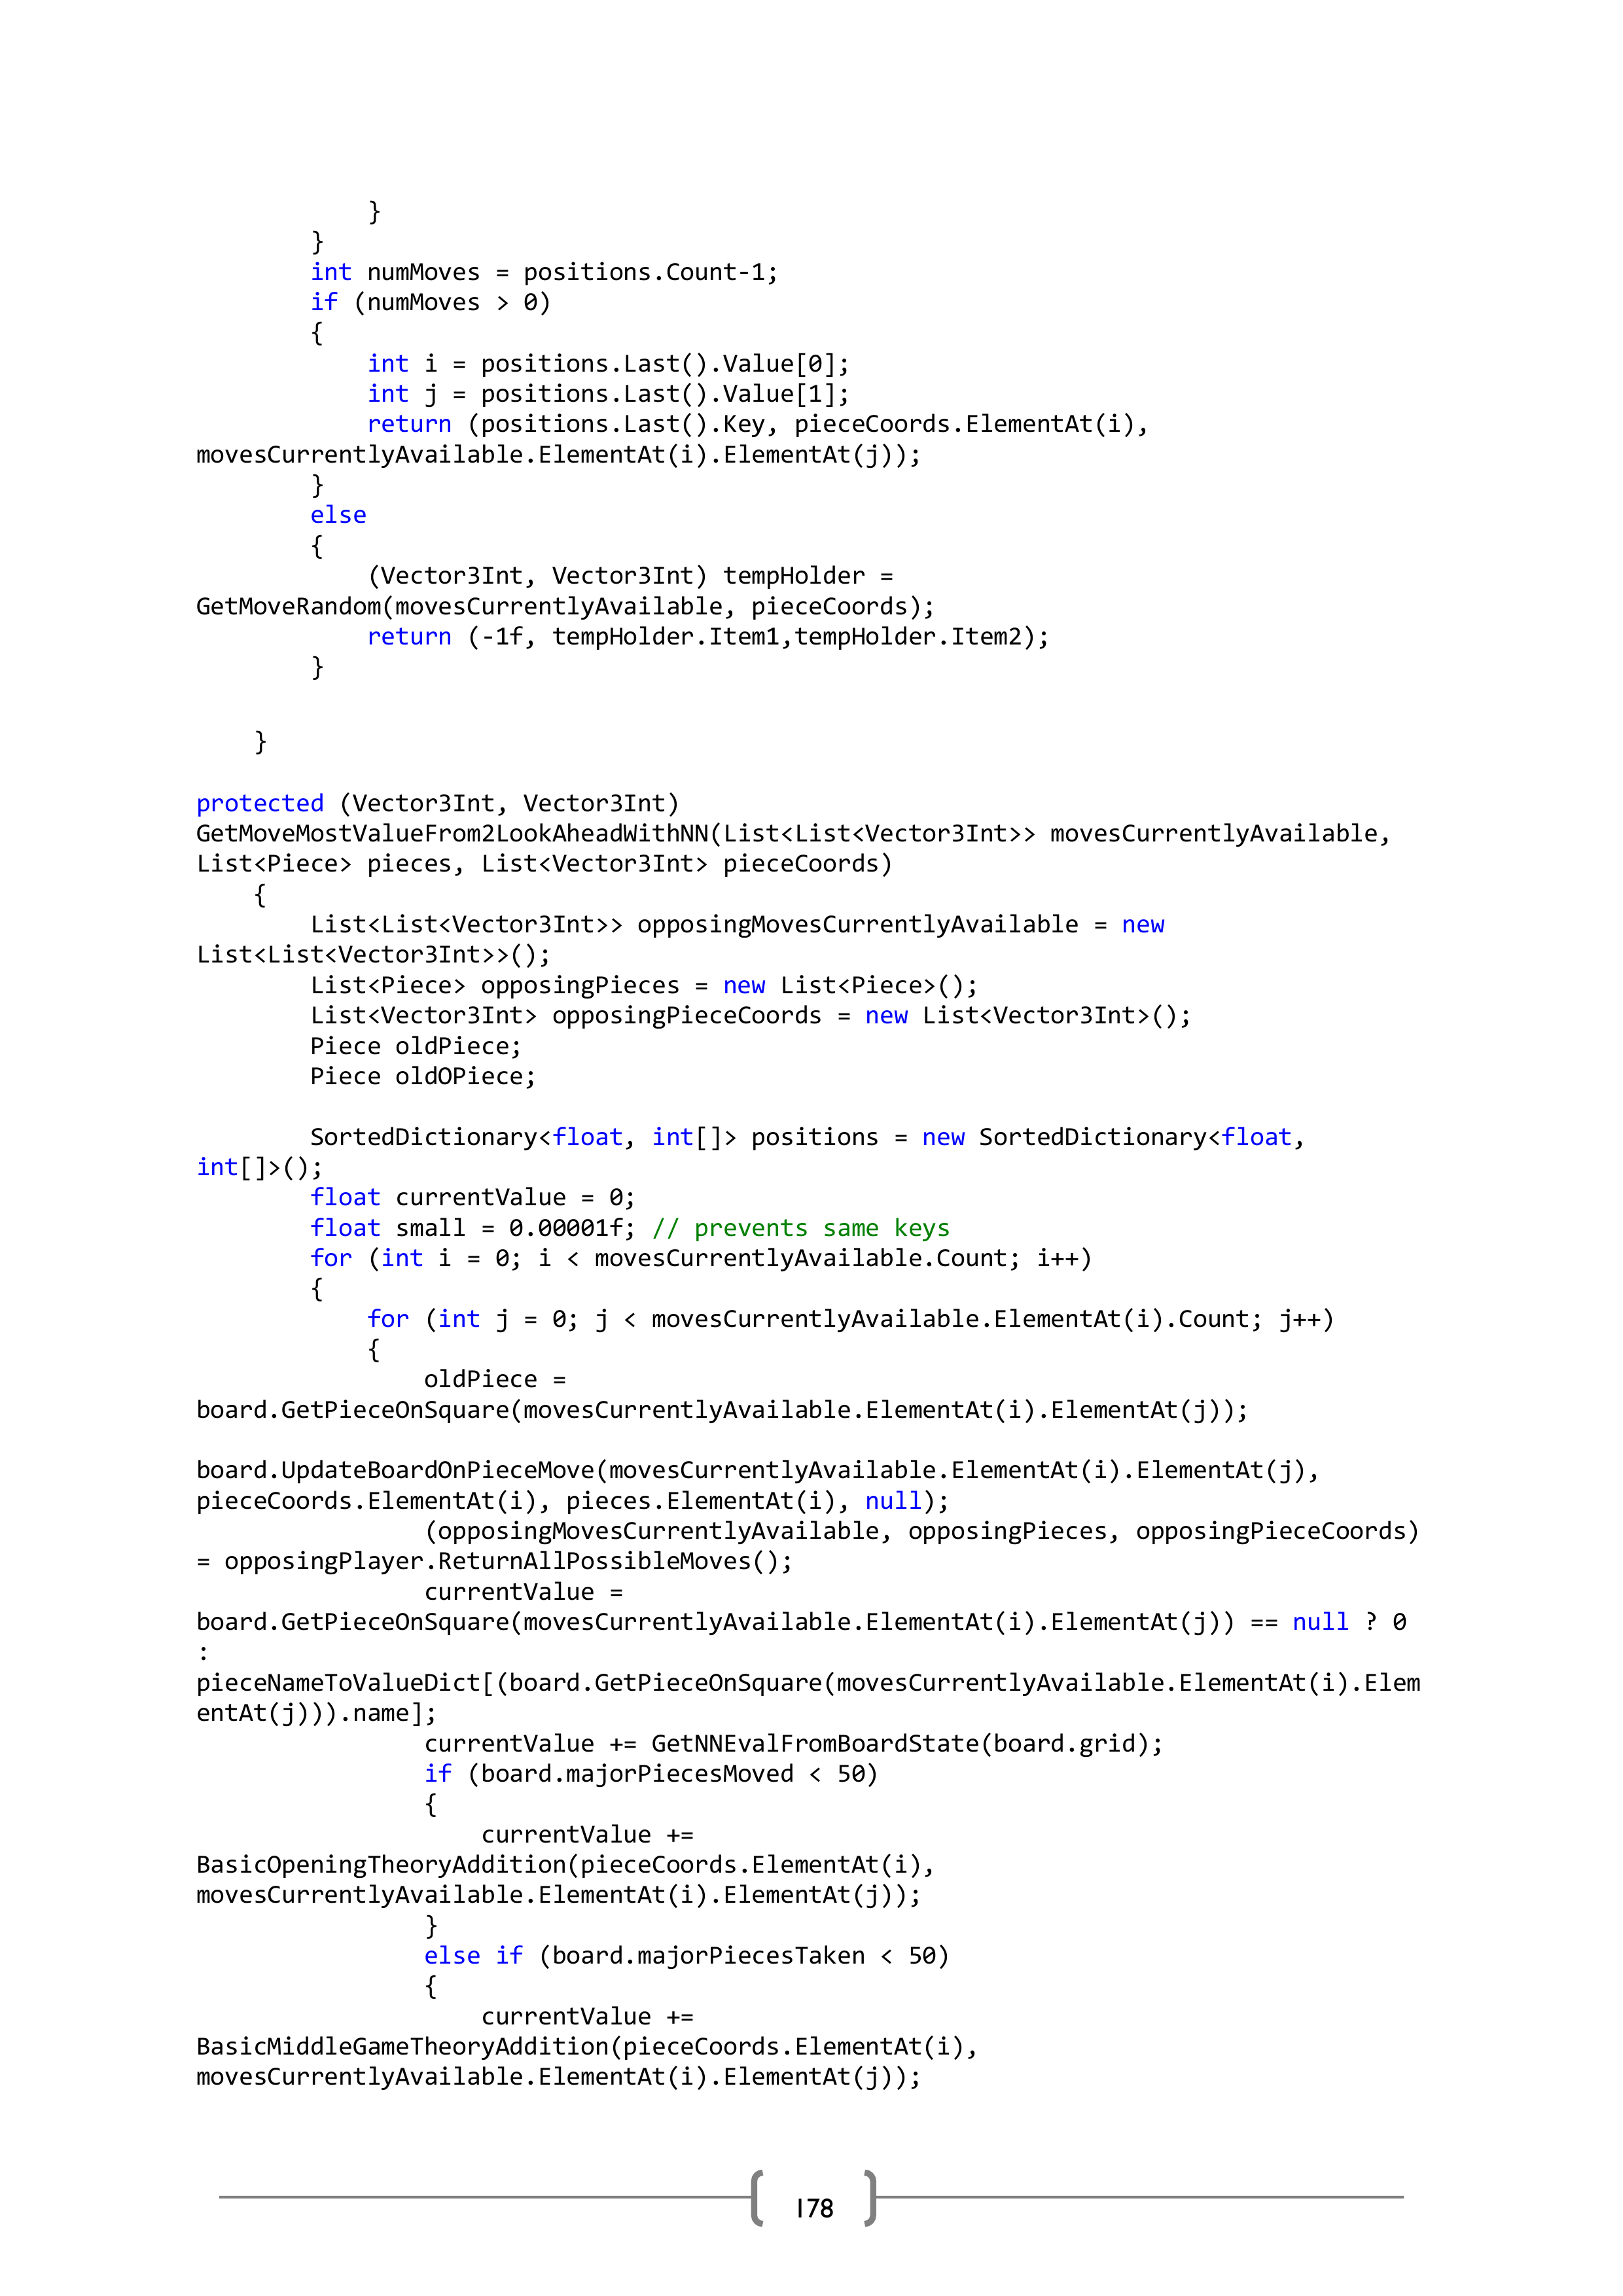 }
        }
        int numMoves = positions.Count-1;
        if (numMoves > 0)
        {
            int i = positions.Last().Value[0];
            int j = positions.Last().Value[1];
            return (positions.Last().Key, pieceCoords.ElementAt(i),
movesCurrentlyAvailable.ElementAt(i).ElementAt(j));
        }
        else
        {
            (Vector3Int, Vector3Int) tempHolder =
GetMoveRandom(movesCurrentlyAvailable, pieceCoords);
            return (-1f, tempHolder.Item1,tempHolder.Item2);
        }


    }

protected (Vector3Int, Vector3Int)
GetMoveMostValueFrom2LookAheadWithNN(List<List<Vector3Int>> movesCurrentlyAvailable,
List<Piece> pieces, List<Vector3Int> pieceCoords)
    {
        List<List<Vector3Int>> opposingMovesCurrentlyAvailable = new
List<List<Vector3Int>>();
        List<Piece> opposingPieces = new List<Piece>();
        List<Vector3Int> opposingPieceCoords = new List<Vector3Int>();
        Piece oldPiece;
        Piece oldOPiece;

        SortedDictionary<float, int[]> positions = new SortedDictionary<float,
int[]>();
        float currentValue = 0;
        float small = 0.00001f; // prevents same keys
        for (int i = 0; i < movesCurrentlyAvailable.Count; i++)
        {
            for (int j = 0; j < movesCurrentlyAvailable.ElementAt(i).Count; j++)
            {
                oldPiece =
board.GetPieceOnSquare(movesCurrentlyAvailable.ElementAt(i).ElementAt(j));

board.UpdateBoardOnPieceMove(movesCurrentlyAvailable.ElementAt(i).ElementAt(j),
pieceCoords.ElementAt(i), pieces.ElementAt(i), null);
                (opposingMovesCurrentlyAvailable, opposingPieces, opposingPieceCoords)
= opposingPlayer.ReturnAllPossibleMoves();
                currentValue =
board.GetPieceOnSquare(movesCurrentlyAvailable.ElementAt(i).ElementAt(j)) == null ? 0
:
pieceNameToValueDict[(board.GetPieceOnSquare(movesCurrentlyAvailable.ElementAt(i).Elem
entAt(j))).name];
                currentValue += GetNNEvalFromBoardState(board.grid);
                if (board.majorPiecesMoved < 50)
                {
                    currentValue +=
BasicOpeningTheoryAddition(pieceCoords.ElementAt(i),
movesCurrentlyAvailable.ElementAt(i).ElementAt(j));
                }
                else if (board.majorPiecesTaken < 50)
                {
                    currentValue +=
BasicMiddleGameTheoryAddition(pieceCoords.ElementAt(i),
movesCurrentlyAvailable.ElementAt(i).ElementAt(j));
178